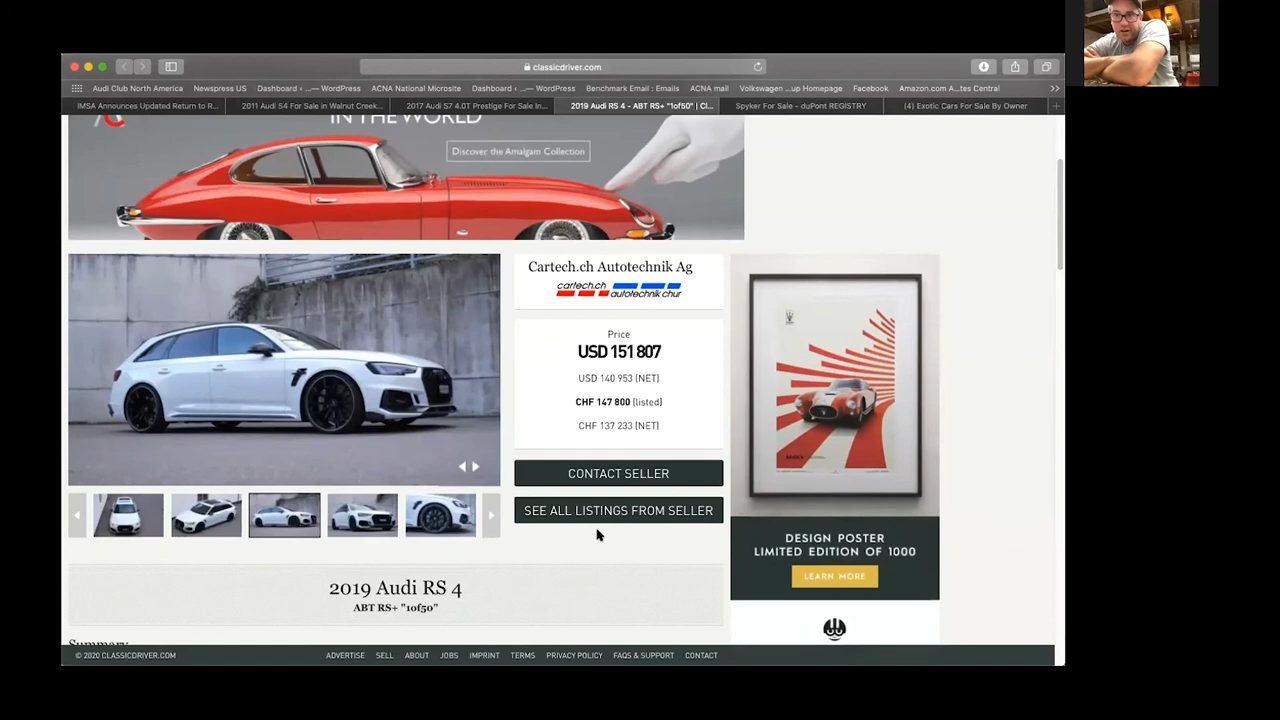 classicdriver.com
Audi Club North America
Newspress US
Dashboard ‹ ...— WordPress
ACNA National Microsite
Dashboard ‹ ...— WordPress
Benchmark Email : Emails
ACNA mail
Volkswagen ...up Homepage
Facebook
Amazon.com A...tes Central
IMSA Announces Updated Return to R...
2011 Audi S4 For Sale in Walnut Creek...
2017 Audi S7 4.0T Prestige For Sale In...
2019 Audi RS 4 - ABT RS+ "1of50" | Cl...
Spyker For Sale - duPont REGISTRY
(4) Exotic Cars For Sale By Owner
IN THE WORLD
Discover the Amalgam Collection
Cartech.ch Autotechnik Ag
cartech.ch
autotechnik chur
Price
USD 151 807
USD 140 953 (NET)
CHF 147 800 (listed)
CHF 137 233 (NET)
CONTACT SELLER
SEE ALL LISTINGS FROM SELLER
2019 Audi RS 4
ABT RS+ "1of50"
Summary
DESIGN POSTER
LIMITED EDITION OF 1000
LEARN MORE
© 2020 CLASSICDRIVER.COM
ADVERTISE
SELL
ABOUT
JOBS
IMPRINT
TERMS
PRIVACY POLICY
FAQS & SUPPORT
CONTACT